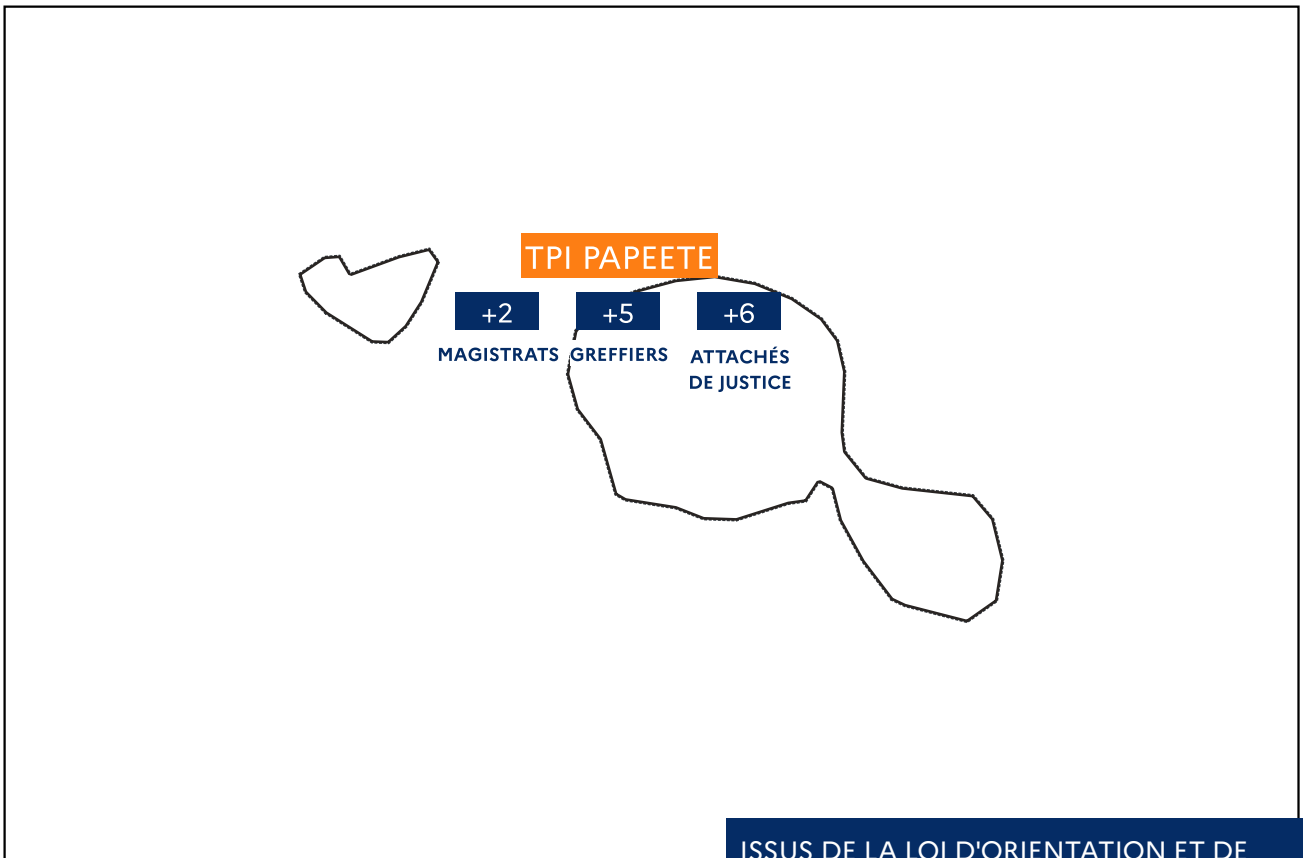 TPI PAPEETE
+2 +5 +6
MAGISTRATS GREFFIERS ATTACHÉS
DE JUSTICE
ISSUS DE LA LOI D'ORIENTATION ET DE